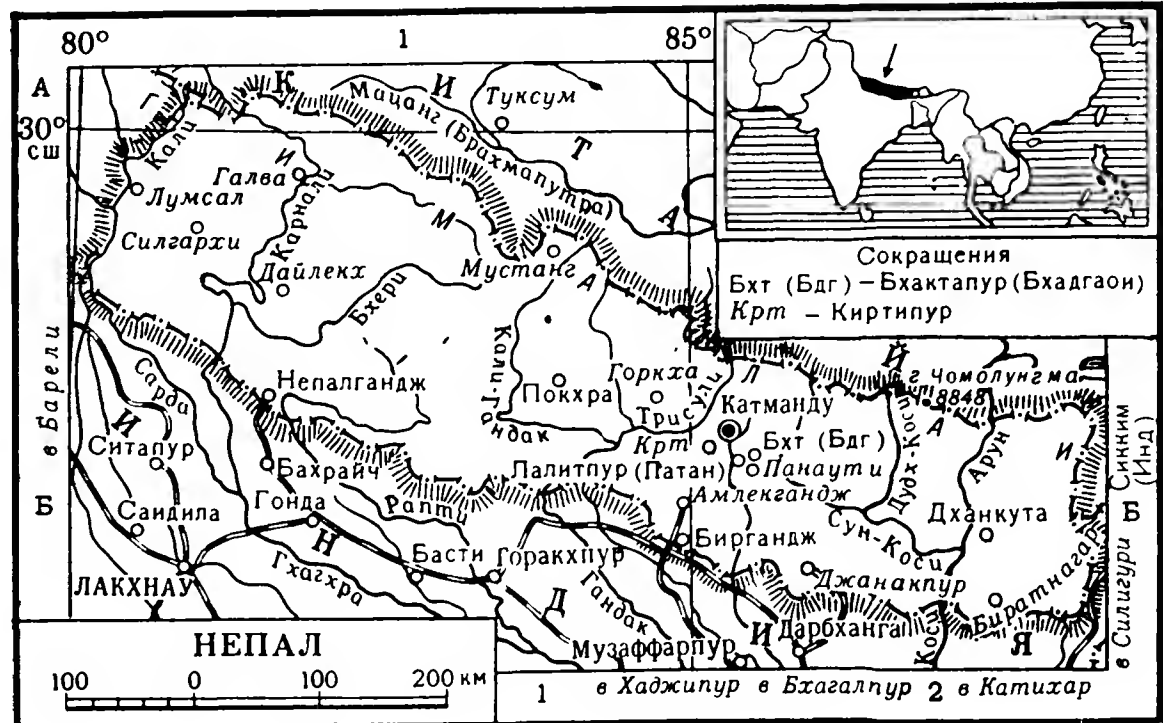 80° 1 85°
А
30°
СШ
К И Т А Й
Мацанг (Брахмапутра)
Туксум
Кали
Галва
Лумсал
Карнали
Силгархи
Дайлекх
Мустанг
Бхери
Сокращения
Бхт (Бдг) – Бхактапур (Бхадгаои)
Крт – Киртипур
г Чомолунгма
8848
Г И М А Л А И
в Барели
Сарда
Непалгандж
Кали-Гандак
Покхра
Горкха
Трисули
Катманду
Крт
Бхт (Бдг)
Панаути
Дудх-Коси
Арун
Сикким
(Инд)
Ситапур
Бахрайч
Лалитпур (Патан)
Амлекгандж
Б
Б
Саидила
Гонда
Рапти
Сун-Коси
Дханкута
Биргандж
Басти
Горакхпур
ЛАКХНАУ
Гхагхра
Гандак
Джанакпур
Биратнагар
в Силигури
И Н Д И Я
Дарбханга
Коси
Музаффарпур
НЕПАЛ
100 0 100 200 км
1 в Хаджипур в Бхагалпур 2 в Катихар